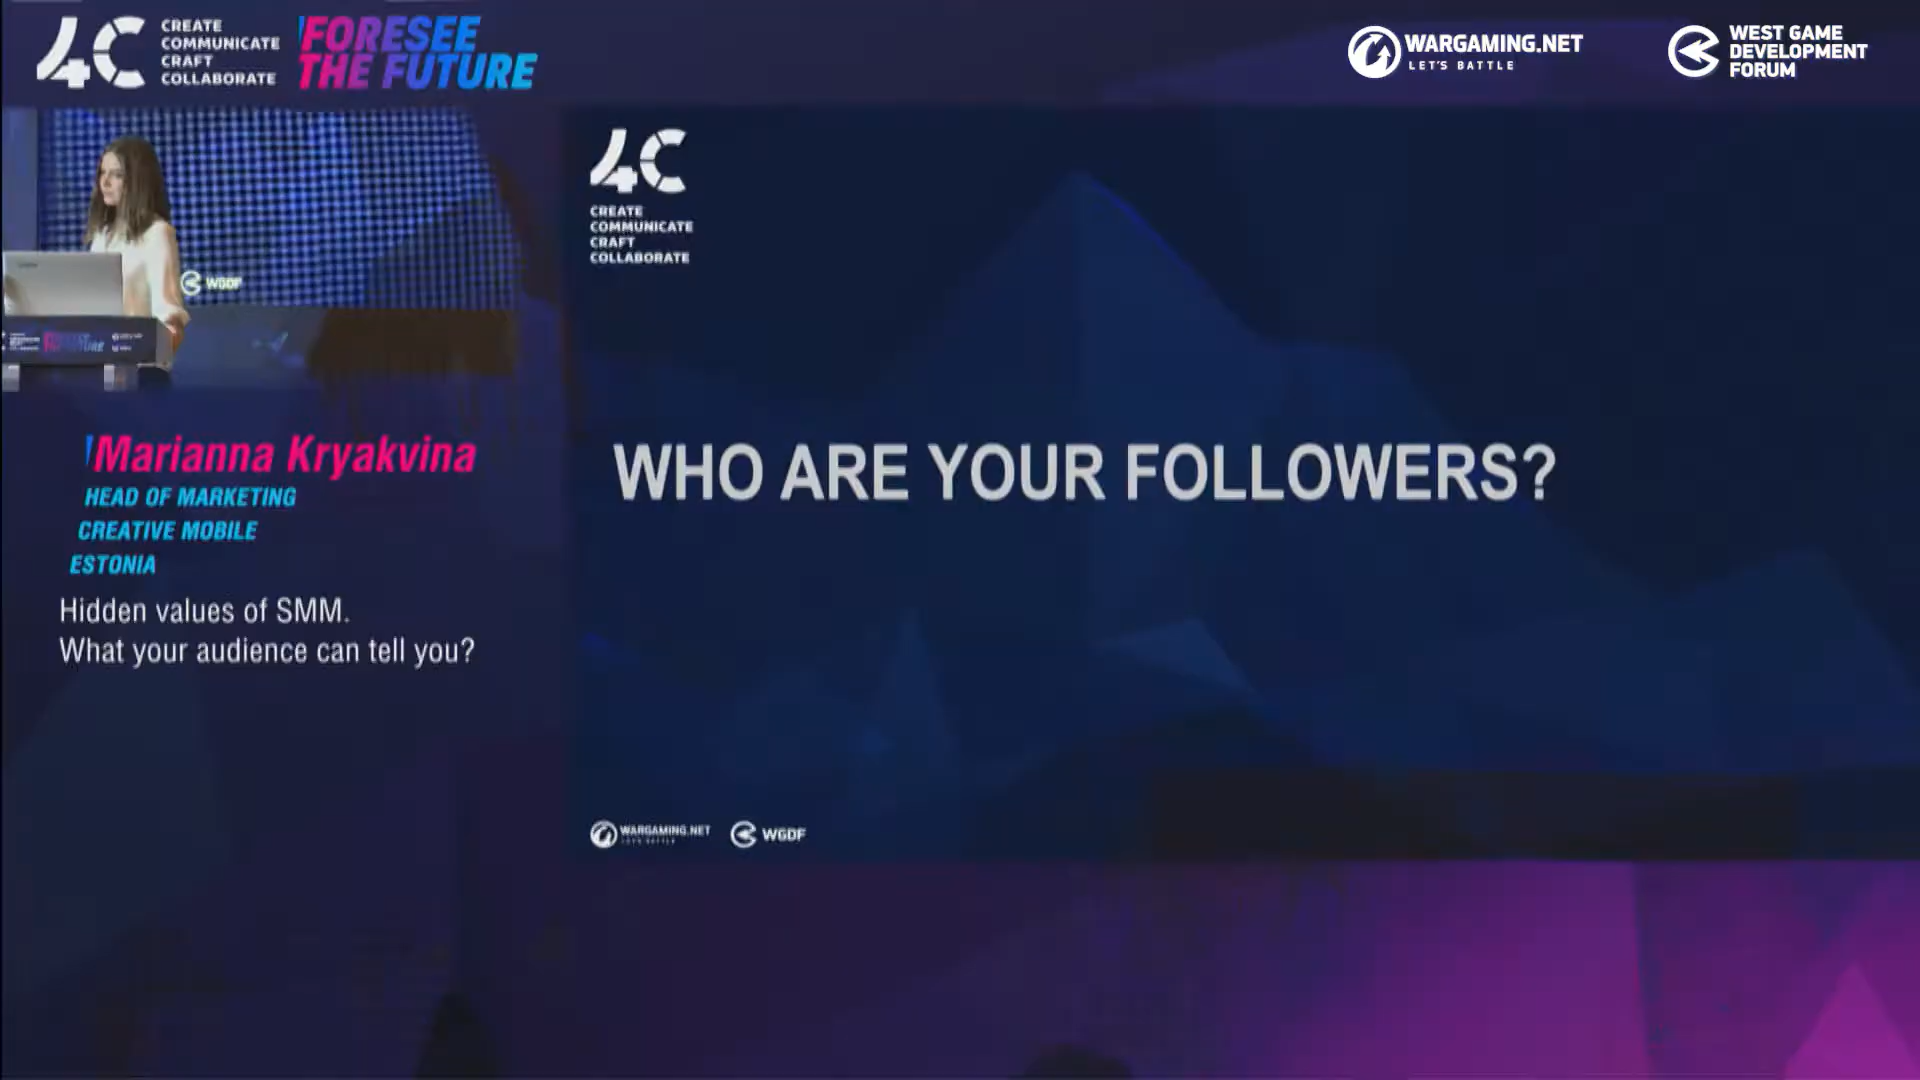 4C
CREATE
COMMUNICATE
CRAFT
COLLABORATE
FORESEE
THE FUTURE
WARGAMING.NET
LET'S BATTLE
WEST GAME
DEVELOPMENT
FORUM
WGDF
Marianna Kryakvina
HEAD OF MARKETING
CREATIVE MOBILE
ESTONIA
Hidden values of SMM.
What your audience can tell you?
4C
CREATE
COMMUNICATE
CRAFT
COLLABORATE
WHO ARE YOUR FOLLOWERS?
WARGAMING.NET
LET'S BATTLE
WGDF